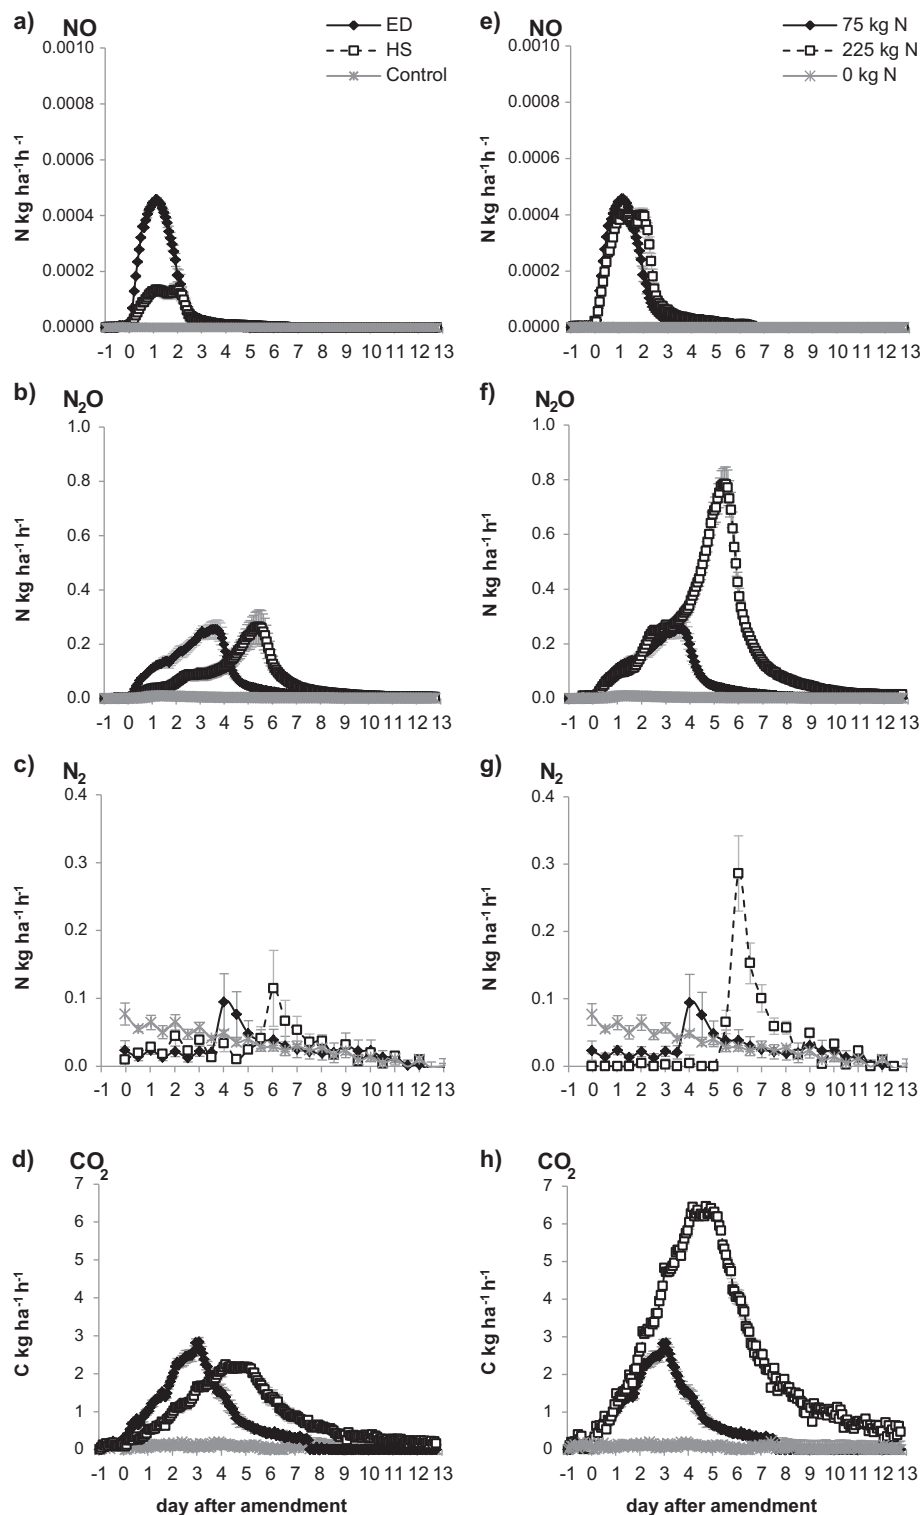 a) NO
ED
HS
Control
0.0010
0.0008
0.0006
0.0004
0.0002
0.0000
N kg ha-1h -1
-1 0 1 2 3 4 5 6 7 8 9 10 11 12 13
e) NO
75 kg N
225 kg N
0 kg N
0.0010
0.0008
0.0006
0.0004
0.0002
0.0000
N kg ha-1h -1
-1 0 1 2 3 4 5 6 7 8 9 10 11 12 13
b) N2O
1.0
0.8
0.6
0.4
0.2
0.0
N kg ha-1 h-1
-1 0 1 2 3 4 5 6 7 8 9 10 11 12 13
f) N2O
1.0
0.8
0.6
0.4
0.2
0.0
N kg ha-1 h-1
-1 0 1 2 3 4 5 6 7 8 9 10 11 12 13
c) N2
0.4
0.3
0.2
0.1
0.0
N kg ha-1 h-1
-1 0 1 2 3 4 5 6 7 8 9 10 11 12 13
g) N2
0.4
0.3
0.2
0.1
0.0
N kg ha-1 h-1
-1 0 1 2 3 4 5 6 7 8 9 10 11 12 13
d) CO2
7
6
5
4
3
2
1
0
C kg ha-1 h-1
-1 0 1 2 3 4 5 6 7 8 9 10 11 12 13
day after amendment
h) CO2
7
6
5
4
3
2
1
0
C kg ha-1 h-1
-1 0 1 2 3 4 5 6 7 8 9 10 11 12 13
day after amendment